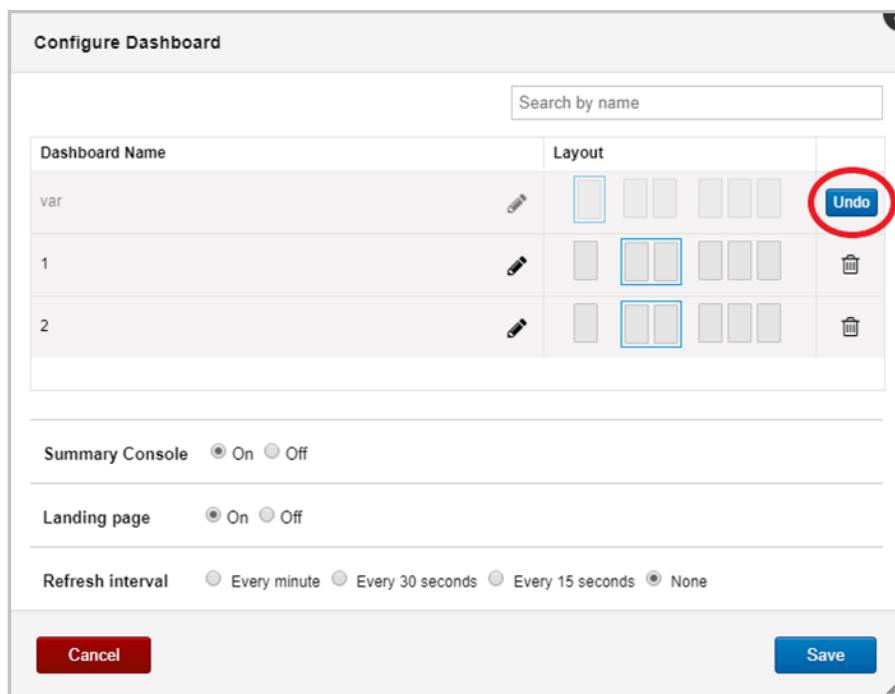 Configure Dashboard
Search by name
Dashboard Name Layout
var Undo
1
2
Summary Console On Off
Landing page On Off
Refresh interval Every minute Every 30 seconds Every 15 seconds None
Cancel Save